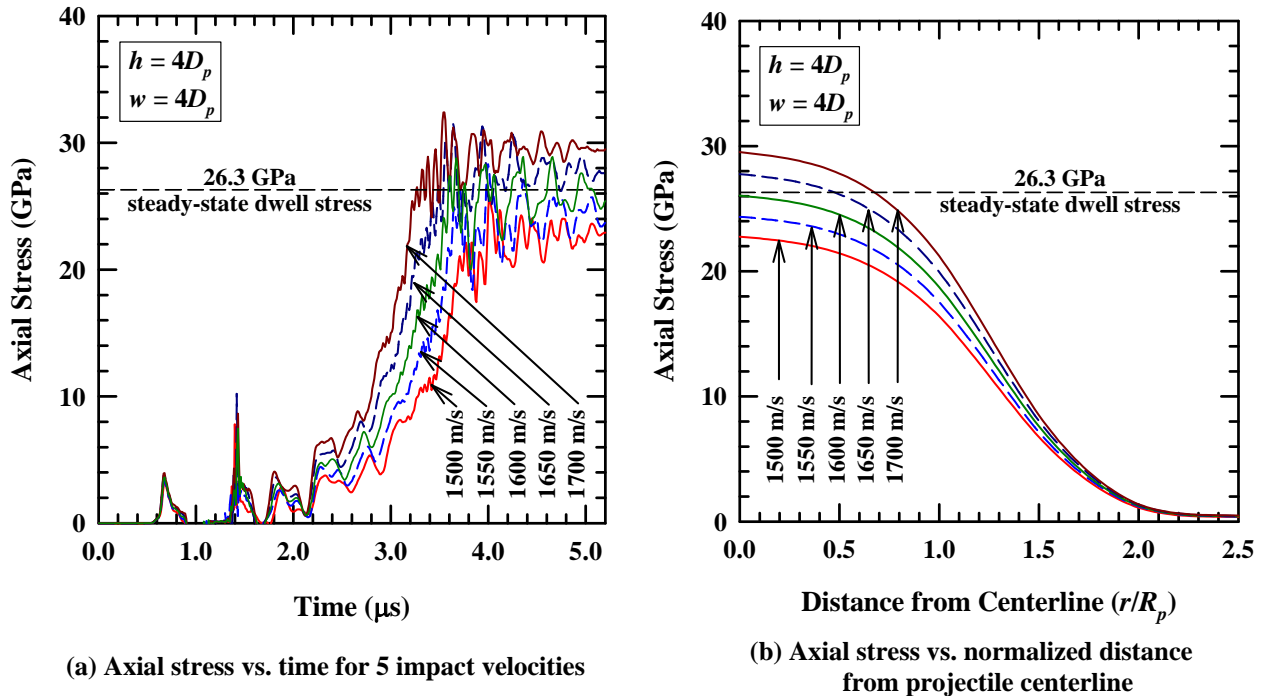 40
30
20
10
0
Axial Stress (GPa)
h = 4Dp
w = 4Dp
26.3 GPa
steady-state dwell stress
1500 m/s
1550 m/s
1600 m/s
1650 m/s
1700 m/s
0.0 1.0 2.0 3.0 4.0 5.0
Time (μs)
(a) Axial stress vs. time for 5 impact velocities
40
30
20
10
0
Axial Stress (GPa)
h = 4Dp
w = 4Dp
26.3 GPa
steady-state dwell stress
1500 m/s
1550 m/s
1600 m/s
1650 m/s
1700 m/s
0.0 0.5 1.0 1.5 2.0 2.5
Distance from Centerline (r/Rp)
(b) Axial stress vs. normalized distance
from projectile centerline